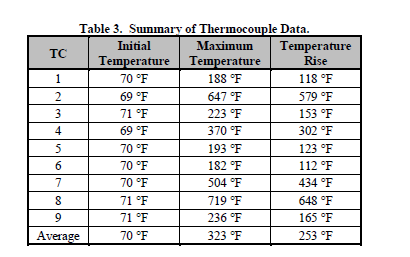 Table 3. Summary of Thermocouple Data.
TC Initial Temperature Maximum Temperature Temperature Rise
1 70 °F 188 °F 118 °F
2 69 °F 647 °F 579 °F
3 71 °F 223 °F 153 °F
4 69 °F 370 °F 302 °F
5 70 °F 193 °F 123 °F
6 70 °F 182 °F 112 °F
7 70 °F 504 °F 434 °F
8 71 °F 719 °F 648 °F
9 71 °F 236 °F 165 °F
Average 70 °F 323 °F 253 °F